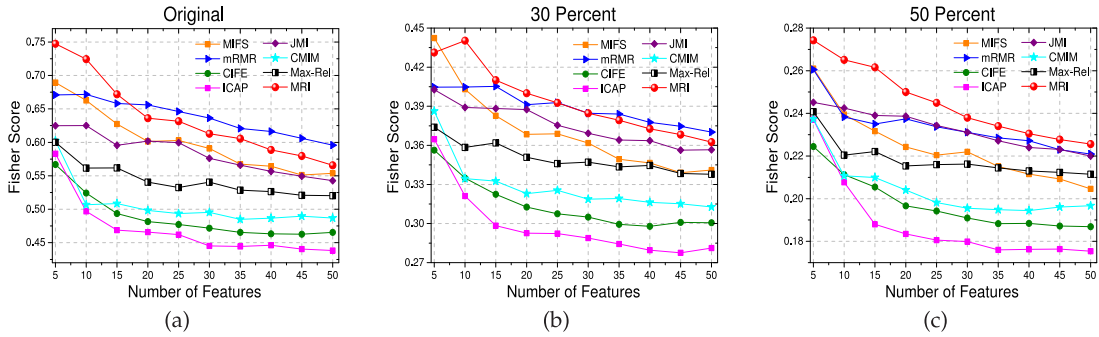 Original
Fisher Score
0.75
0.70
0.65
0.60
0.55
0.50
0.45
5 10 15 20 25 30 35 40 45 50
Number of Features
MIFS JMI
mRMR CMIM
CIFE Max-Rel
ICAP MRI
(a)
30 Percent
Fisher Score
0.45
0.42
0.39
0.36
0.33
0.30
0.27
5 10 15 20 25 30 35 40 45 50
Number of Features
MIFS JMI
mRMR CMIM
CIFE Max-Rel
ICAP MRI
(b)
50 Percent
Fisher Score
0.28
0.26
0.24
0.22
0.20
0.18
5 10 15 20 25 30 35 40 45 50
Number of Features
MIFS JMI
mRMR CMIM
CIFE Max-Rel
ICAP MRI
(c)